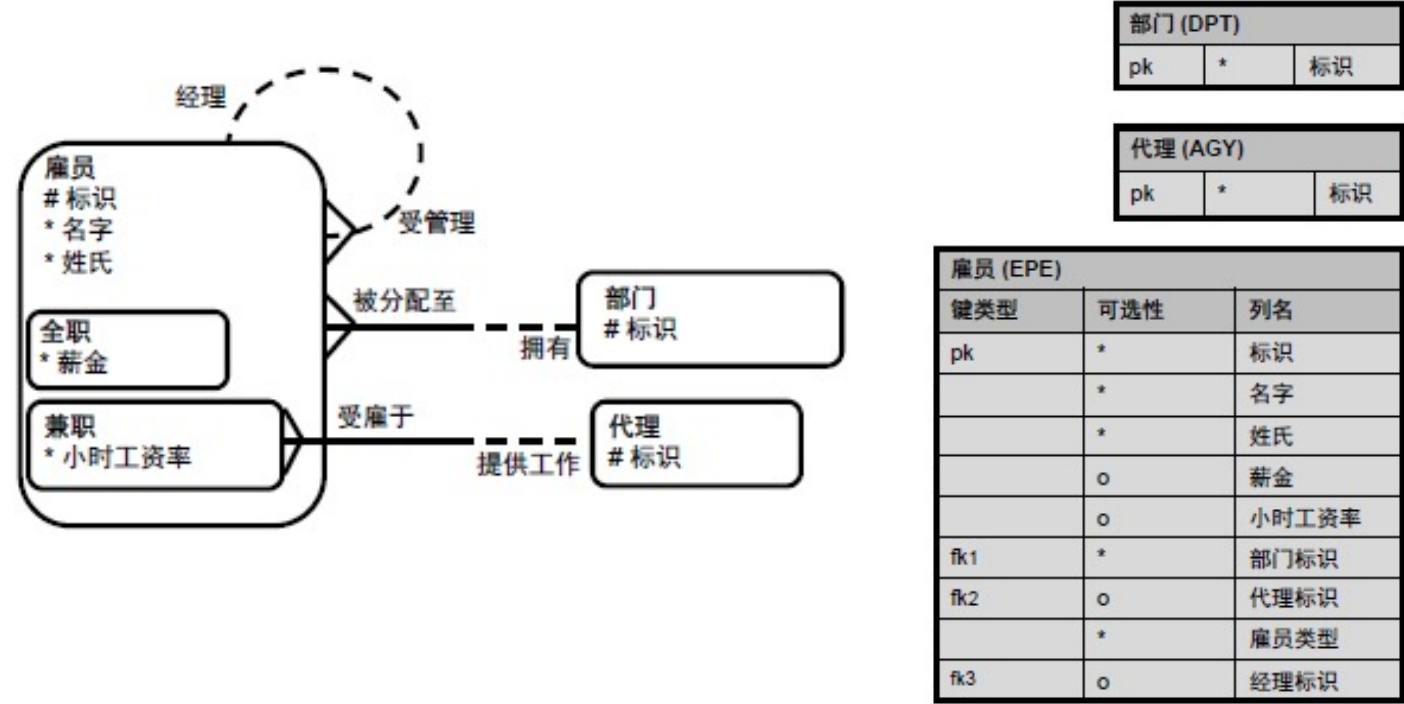 经理
雇员
# 标识
* 名字
* 姓氏
受管理
全职
* 薪金
被分配至
拥有
部门
# 标识
兼职
* 小时工资率
受雇于
提供工作
代理
# 标识
部门 (DPT)
pk * 标识
代理 (AGY)
pk * 标识
雇员 (EPE)
键类型 可选性 列名
pk * 标识
* 名字
* 姓氏
o 薪金
o 小时工资率
fk1 * 部门标识
fk2 o 代理标识
* 雇员类型
fk3 o 经理标识